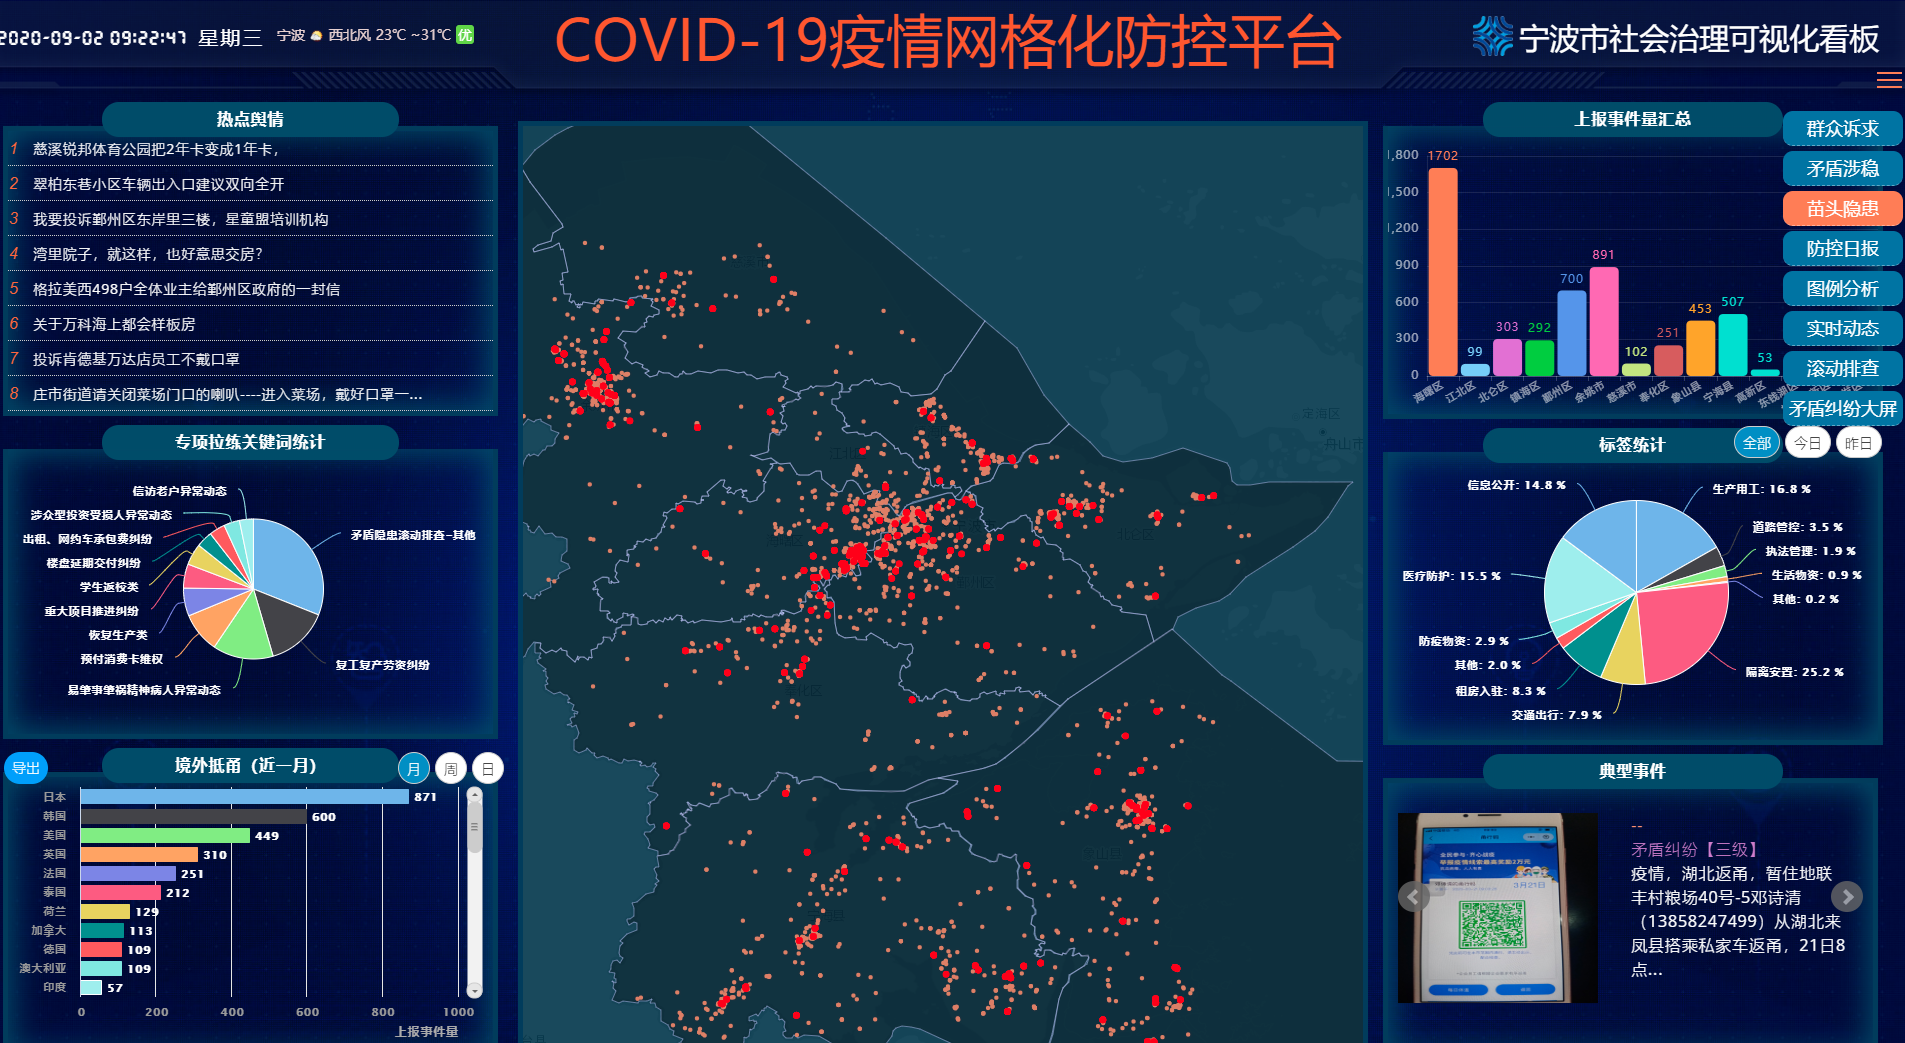 2020-09-02 09:22:47 星期三 宁波 西北风 23℃ ~31℃ 优
COVID-19疫情网格化防控平台
宁波市社会治理可视化看板
热点舆情
1 慈溪锐邦体育公园把2年卡变成1年卡，
2 翠柏东巷小区车辆出入口建议双向全开
3 我要投诉鄞州区东岸里三楼，星童盟培训机构
4 湾里院子，就这样，也好意思交房？
5 格拉美西498户全体业主给鄞州区政府的一封信
6 关于万科海上都会样板房
7 投诉肯德基万达店员工不戴口罩
8 庄市街道请关闭菜场门口的喇叭----进入菜场，戴好口罩一...
专项拉练关键词统计
信访老户异常动态
涉众型投资受损人异常动态
出租、网约车承包费纠纷
楼盘延期交付纠纷
学生返校类
重大项目推进纠纷
恢复生产类
预付消费卡维权
易肇事肇祸精神病人异常动态
矛盾隐患滚动排查-其他
复工复产劳资纠纷
导出
境外抵甬（近一月）
月 周 日
日本 871
韩国 600
美国 449
英国 310
法国 251
泰国 212
荷兰 129
加拿大 113
德国 109
澳大利亚 109
印度 57
0 200 400 600 800 1000
上报事件量
定海区
舟山市
北仑区
奉化区
象山县
上报事件量汇总
1,800
1,500
1,200
900
600
300
0
1702 99 303 292 700 891 102 251 453 507 53
海曙区 江北区 北仑区 镇海区 鄞州区 余姚市 慈溪市 奉化区 象山县 宁海县 高新区
群众诉求
矛盾涉稳
苗头隐患
防控日报
图例分析
实时动态
滚动排查
矛盾纠纷大屏
标签统计
全部 今日 昨日
信息公开: 14.8 %
生产用工: 16.8 %
道路管控: 3.5 %
执法管理: 1.9 %
医疗防护: 15.5 %
生活物资: 0.9 %
其他: 0.2 %
防疫物资: 2.9 %
其他: 2.0 %
隔离安置: 25.2 %
租房入驻: 8.3 %
交通出行: 7.9 %
典型事件
3月21日
--
矛盾纠纷【三级】
疫情，湖北返甬，暂住地联
丰村粮场40号-5邓诗清
（13858247499）从湖北来
凤县搭乘私家车返甬，21日8
点...